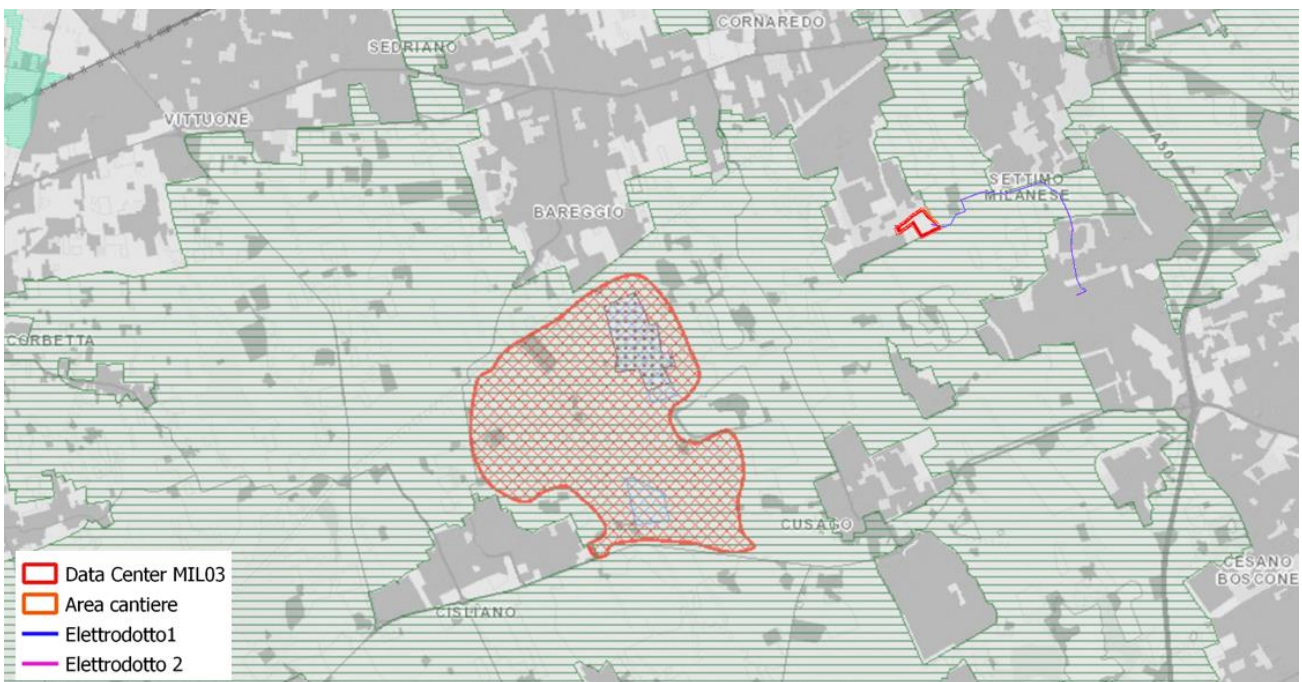 CORNAREDO
SEDRIANO
VITTUONE
A50
SETTIMO
MILANESE
BAREGGIO
CORBETTA
CUSAGO
CESANO
BOSCONE
CISLIANO
Data Center MIL03
Area cantiere
Elettrodotto1
Elettrodotto 2